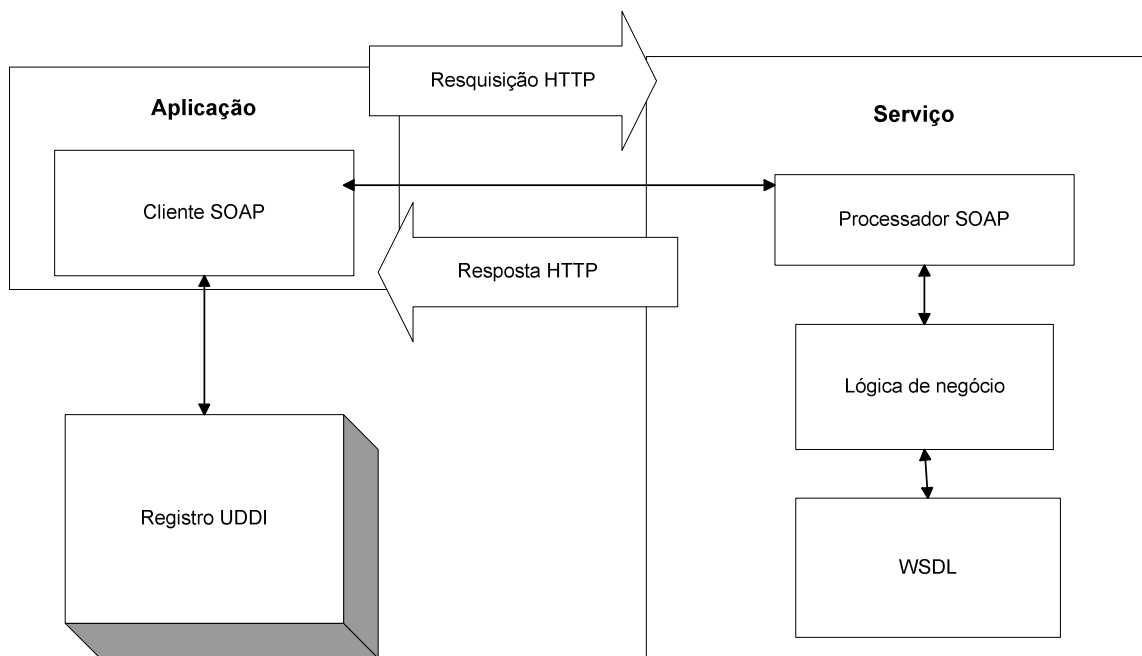 Resquisição HTTP
Aplicação
Serviço
Cliente SOAP
Processador SOAP
Resposta HTTP
Lógica de negócio
Registro UDDI
WSDL